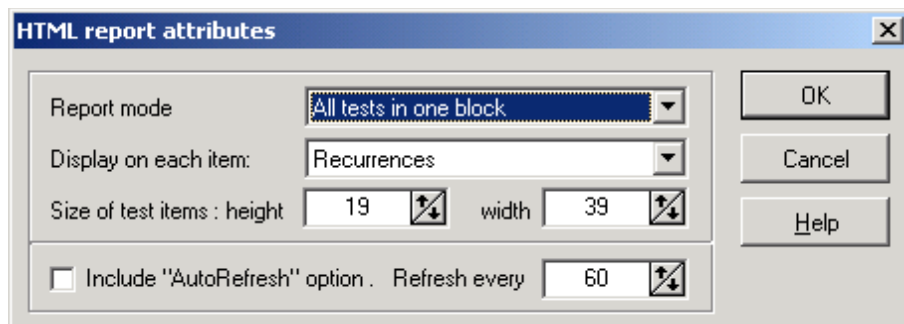 HTML report attributes
Report mode All tests in one block
Display on each item: Recurrences
Size of test items : height 19 width 39
Include "AutoRefresh" option . Refresh every 60
OK
Cancel
Help